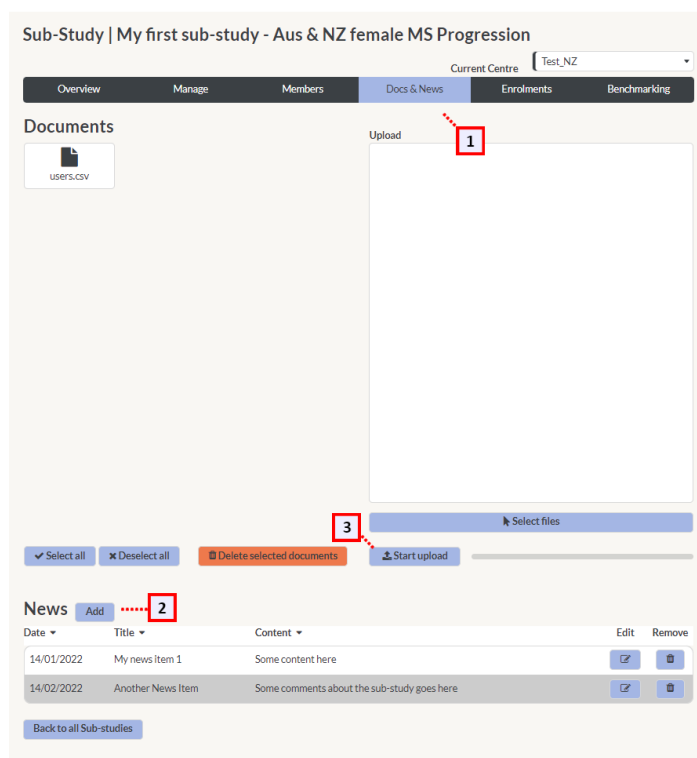 Sub-Study | My first sub-study - Aus & NZ female MS Progression
Current Centre Test_NZ
Overview Manage Members Docs & News Enrolments Benchmarking
1
Documents
Upload
users.csv
Select files
3
Select all Deselect all Delete selected documents Start upload
News Add 2
Date Title Content Edit Remove
14/01/2022 My news item 1 Some content here
14/02/2022 Another News Item Some comments about the sub-study goes here
Back to all Sub-studies